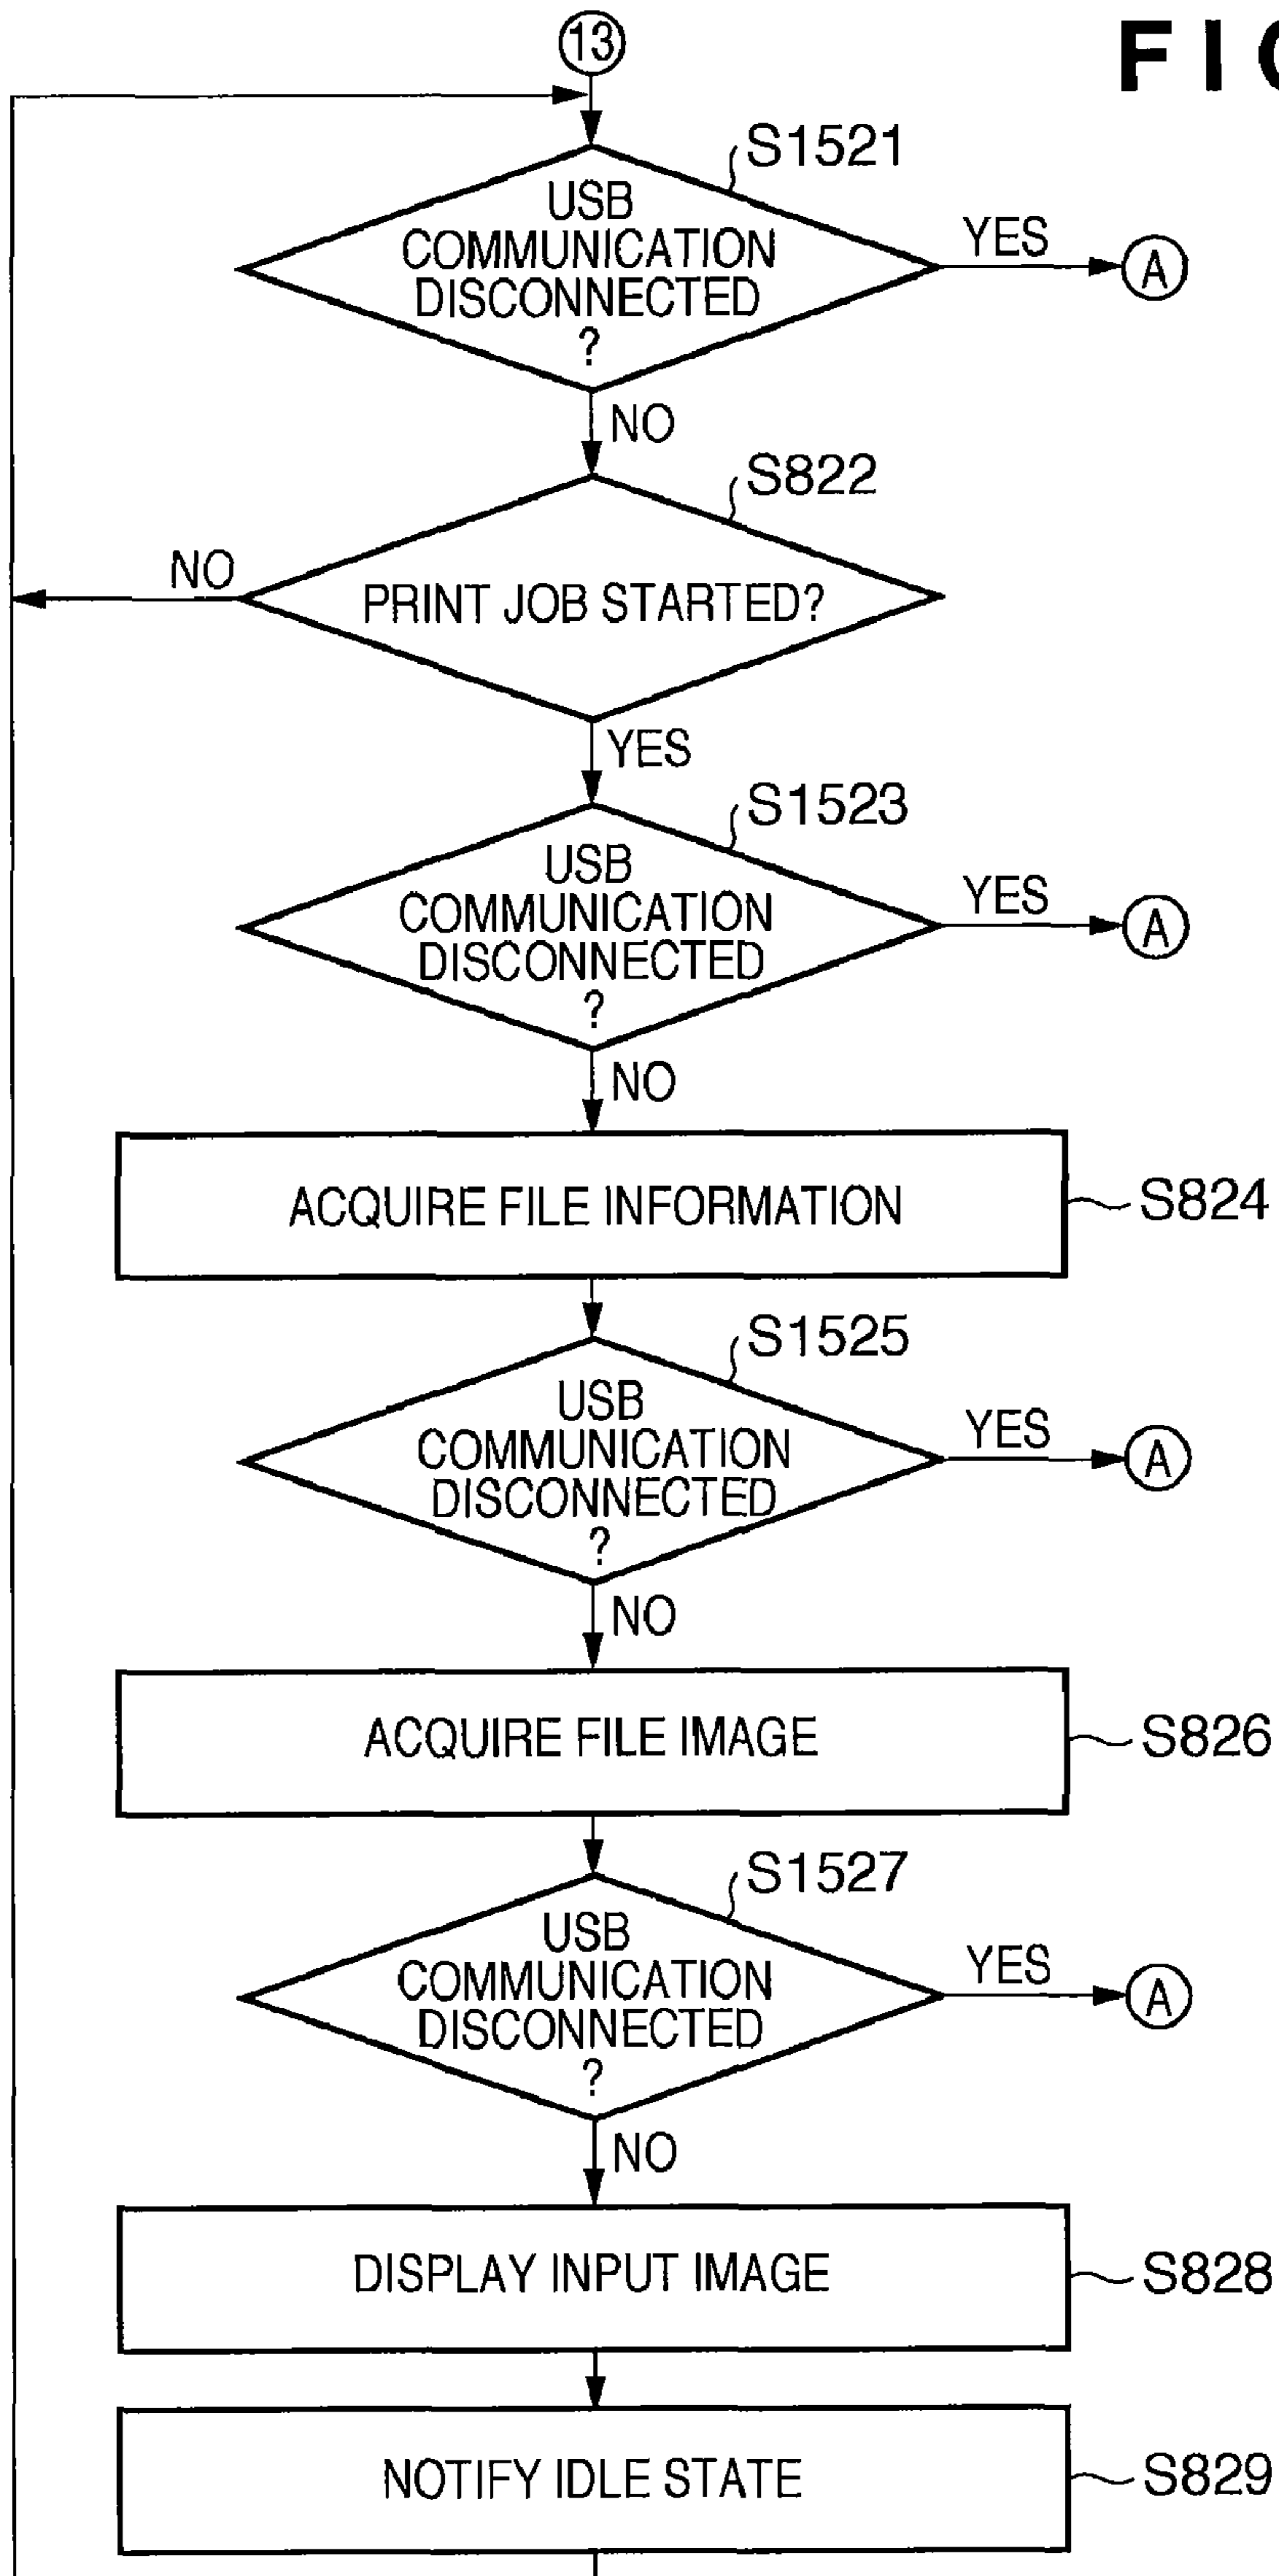 13
FI
S1521
USB
COMMUNICATION
DISCONNECTED
?
YES
A
NO
S822
PRINT JOB STARTED?
NO
YES
S1523
USB
COMMUNICATION
DISCONNECTED
?
YES
A
NO
ACQUIRE FILE INFORMATION
S824
S1525
USB
COMMUNICATION
DISCONNECTED
?
YES
A
NO
ACQUIRE FILE IMAGE
S826
S1527
USB
COMMUNICATION
DISCONNECTED
?
YES
A
NO
DISPLAY INPUT IMAGE
S828
NOTIFY IDLE STATE
S829